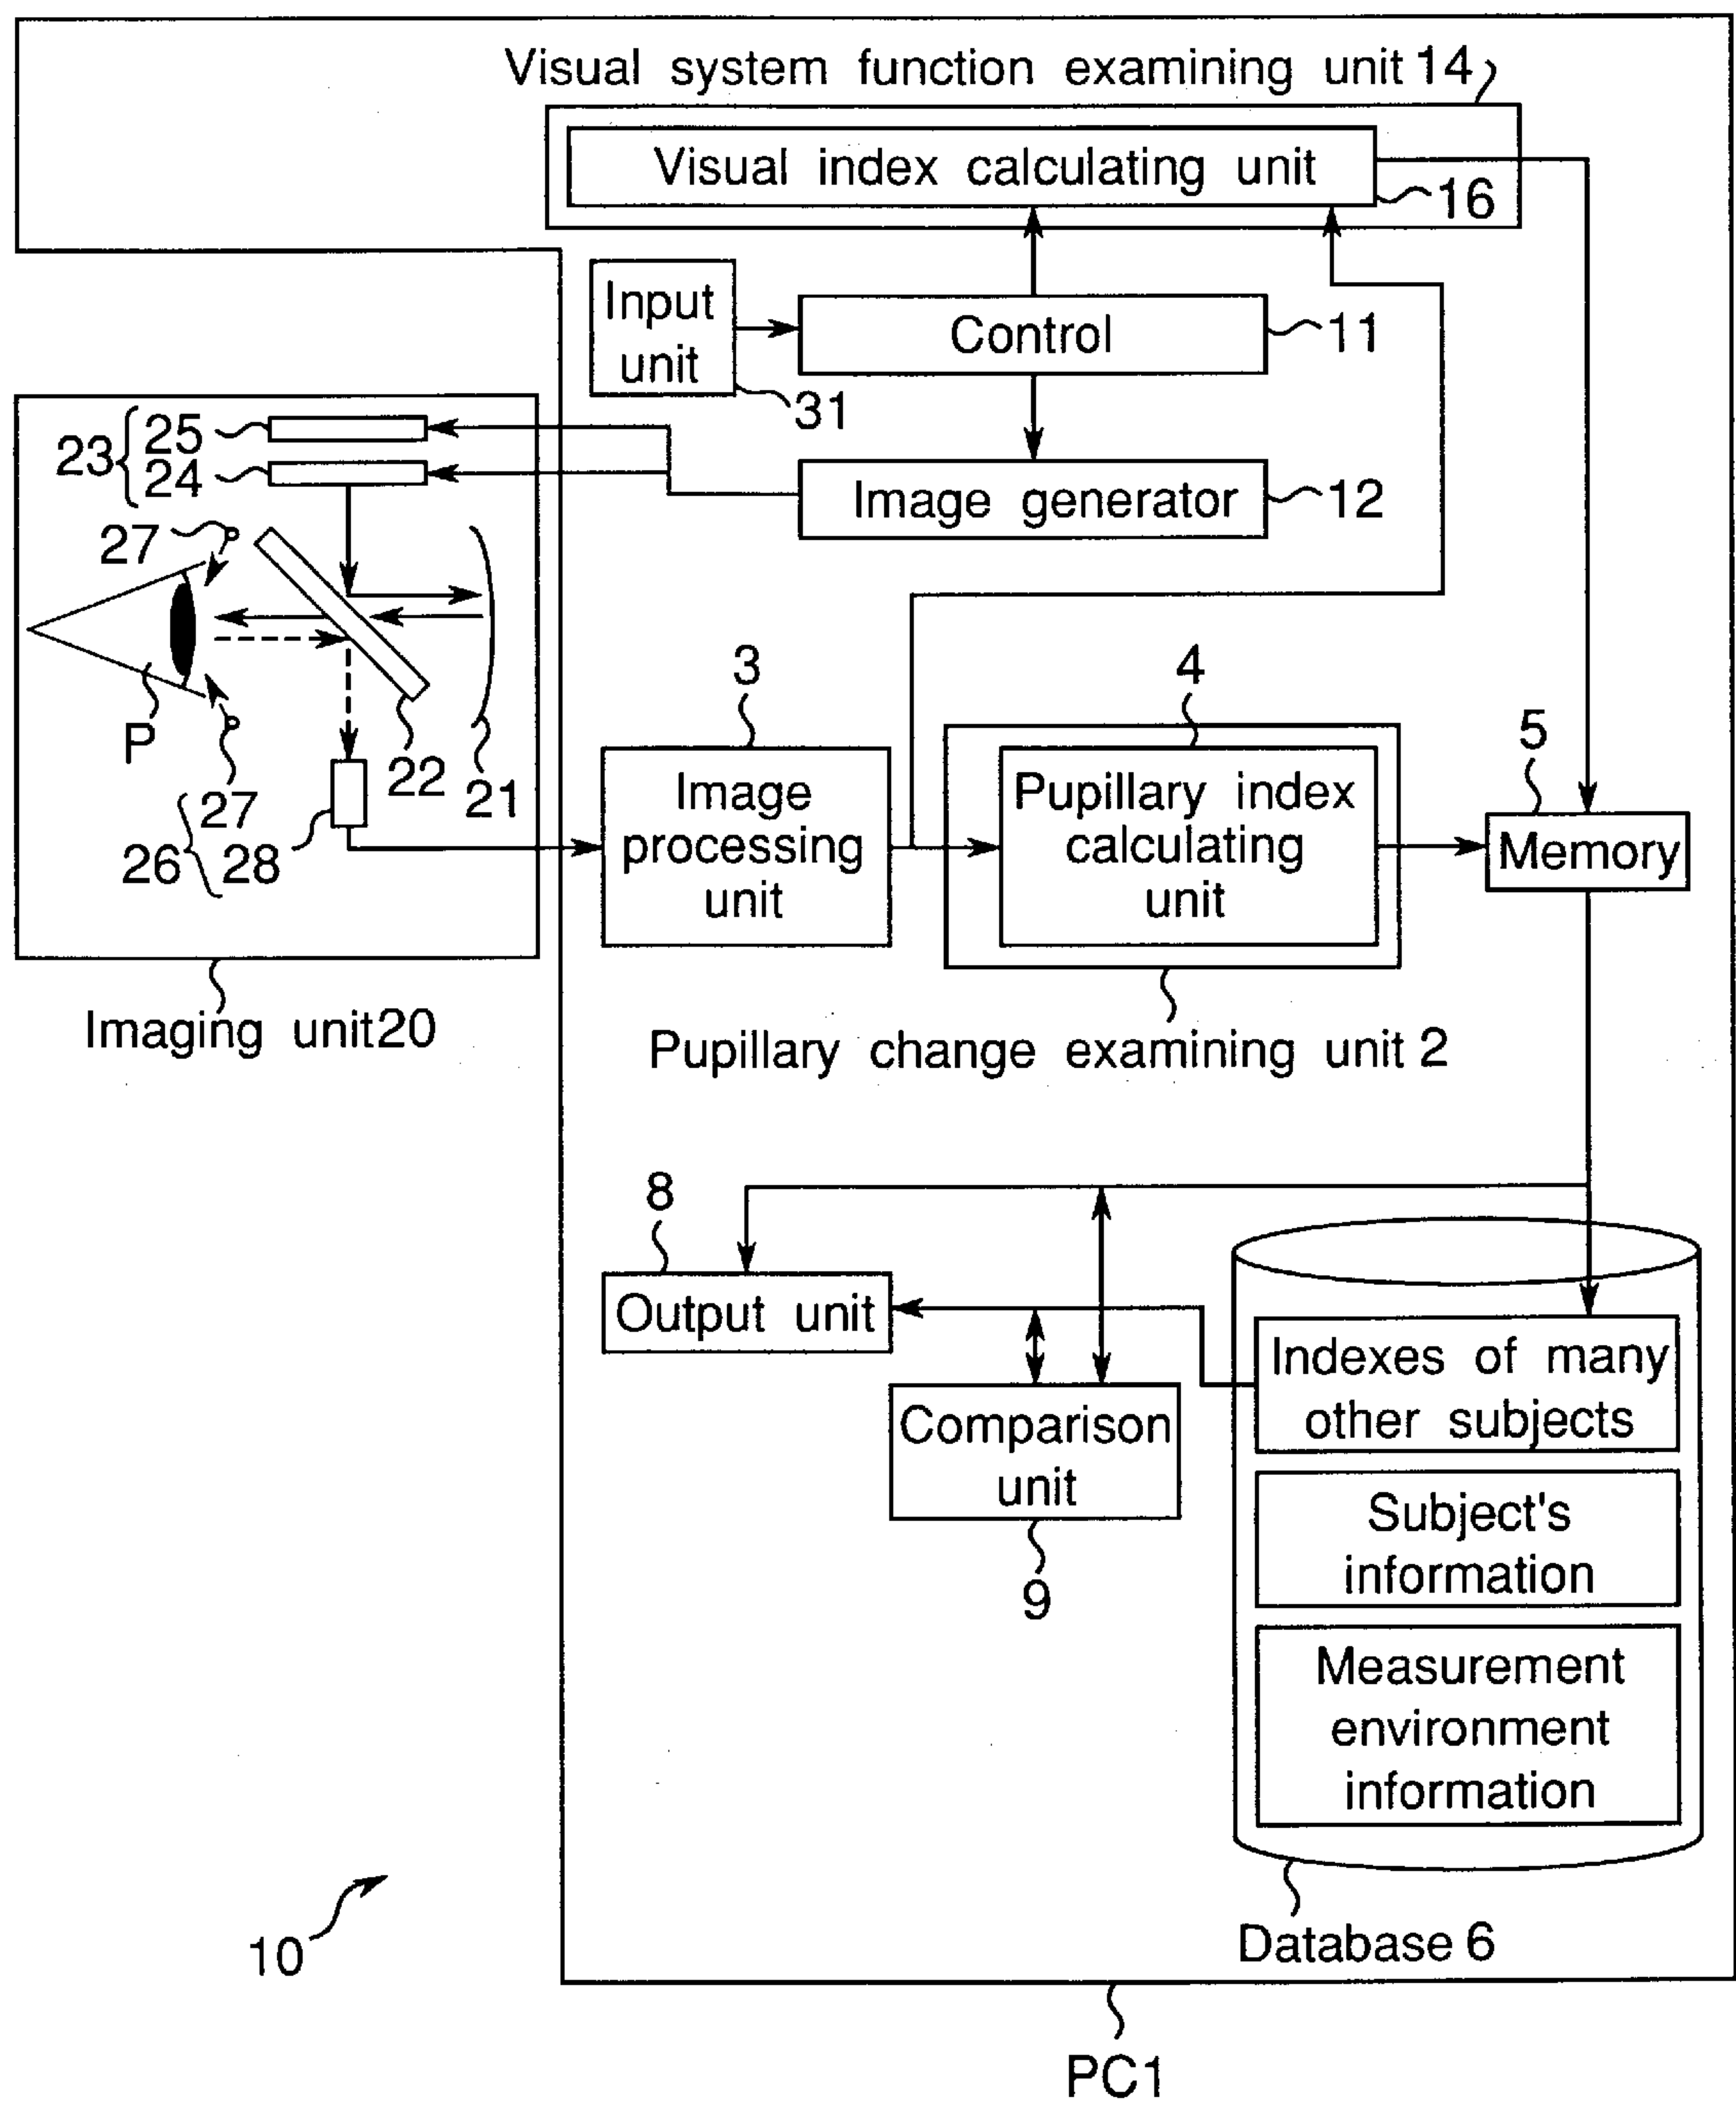 Visual system function examining unit 14
Visual index calculating unit
16
Input
unit
31
Control
11
23
25
24
Image generator
12
27
P
22
21
27
26
28
Imaging unit 20
3
Image
processing
unit
4
Pupillary index
calculating
unit
Pupillary change examining unit 2
5
Memory
8
Output unit
Comparison
unit
9
Indexes of many
other subjects
Subject's
information
Measurement
environment
information
Database 6
10
PC1